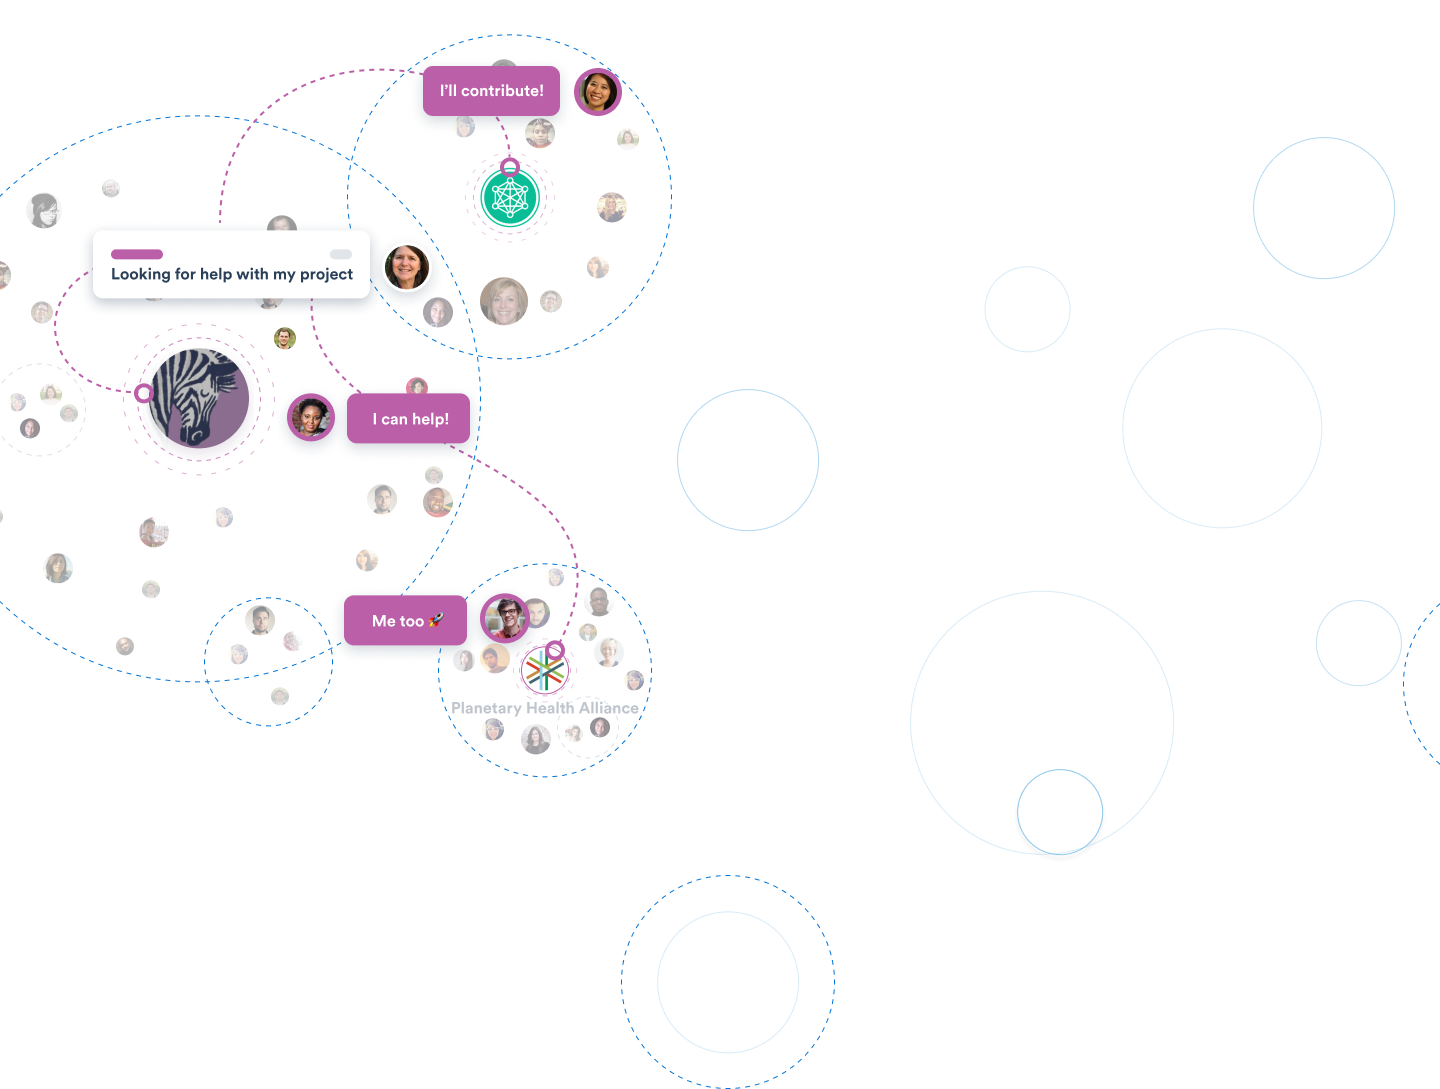 I’ll contribute!
Looking for help with my project
I can help!
Me too 🚀
Planetary Health Alliance